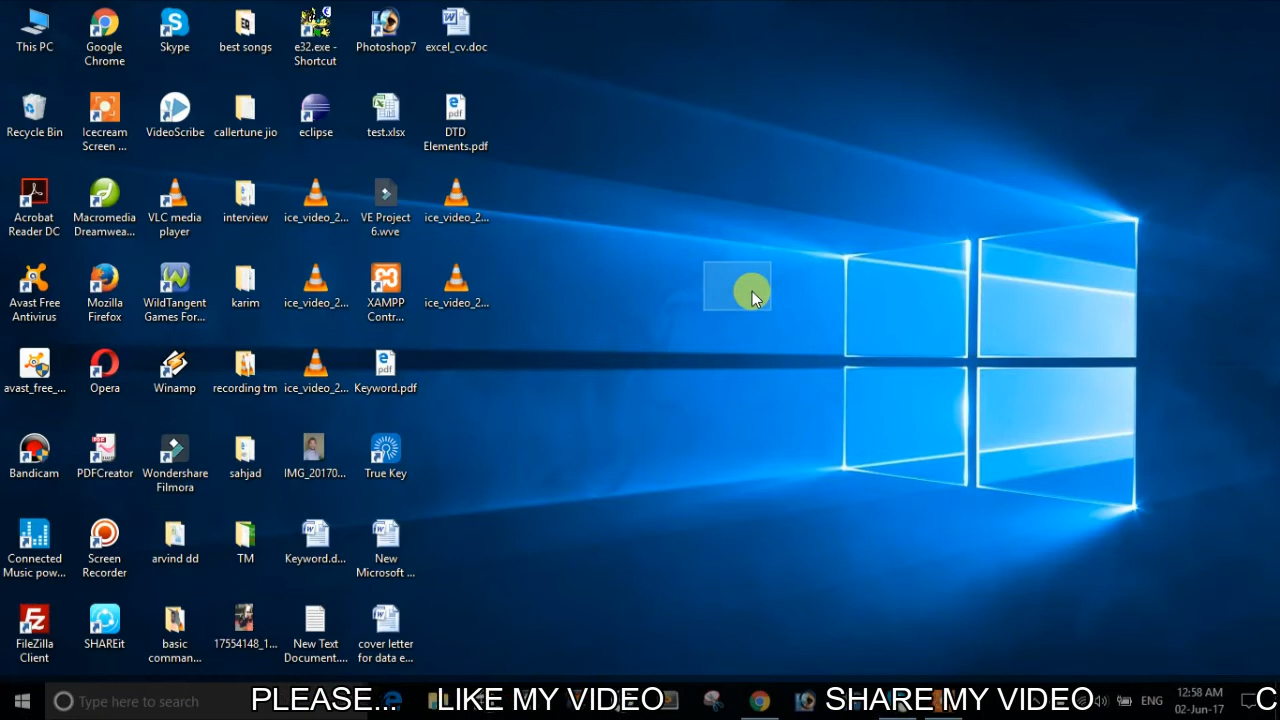 This PC
Google
Chrome
Skype
best songs
e32.exe -
Shortcut
Photoshop7
excel_cv.doc
Recycle Bin
Icecream
Screen ...
VideoScribe
callertune jio
eclipse
test.xlsx
pdf
DTD
Elements.pdf
Acrobat
Reader DC
Macromedia
Dreamwea...
VLC media
player
interview
ice_video_2...
VE Project
6.wve
ice_video_2...
Avast Free
Antivirus
Mozilla
Firefox
WildTangent
Games For...
karim
ice_video_2...
XAMPP
Contr...
ice_video_2...
avast_free_...
Opera
Winamp
recording tm
ice_video_2...
pdf
Keyword.pdf
Bandicam
PDFCreator
Wondershare
Filmora
sahjad
IMG_20170...
True Key
Connected
Music pow...
Screen
Recorder
arvind dd
TM
Keyword.d...
New
Microsoft ...
FileZilla
Client
SHAREit
basic
comman...
17554148_1...
New Text
Document....
cover letter
for data e...
Type here to search
PLEASE... LIKE MY VIDEO SHARE MY VIDEO C
ENG
12:58 AM
02-Jun-17